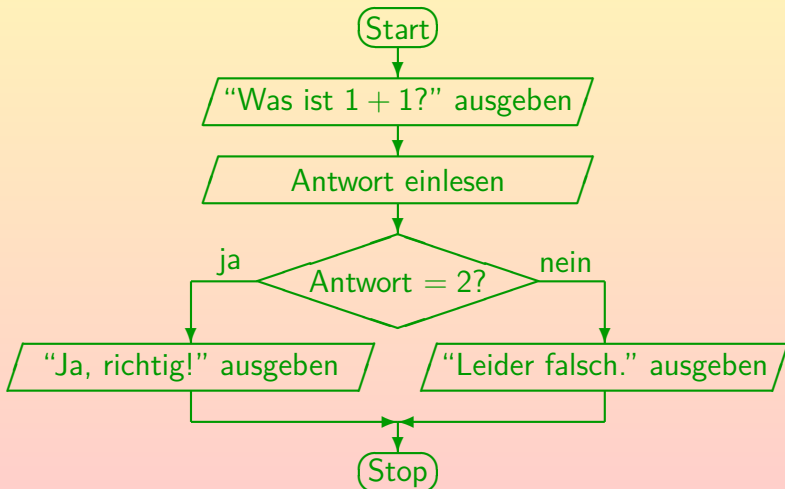 Start
“Was ist 1 + 1?” ausgeben
Antwort einlesen
ja
nein
Antwort = 2?
“Ja, richtig!” ausgeben
“Leider falsch.” ausgeben
Stop